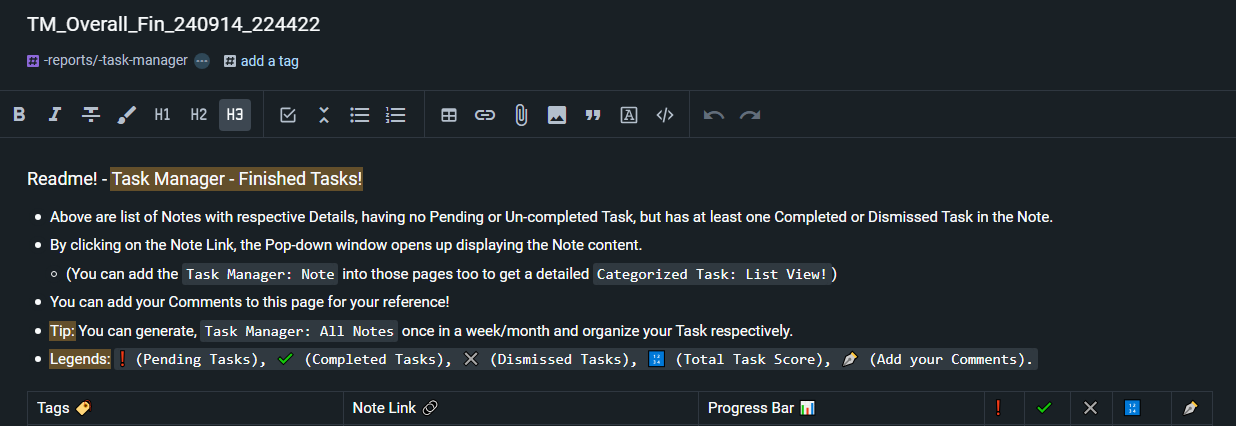 TM_Overall_Fin_240914_224422
-reports/-task-manager add a tag
B I S H1 H2 H3 A </>
Readme! - Task Manager - Finished Tasks!
Above are list of Notes with respective Details, having no Pending or Un-completed Task, but has at least one Completed or Dismissed Task in the Note.
By clicking on the Note Link, the Pop-down window opens up displaying the Note content.
(You can add the Task Manager: Note into those pages too to get a detailed Categorized Task: List View!)
You can add your Comments to this page for your reference!
Tip: You can generate, Task Manager: All Notes once in a week/month and organize your Task respectively.
Legends: ❗ (Pending Tasks), ✔ (Completed Tasks), ✕ (Dismissed Tasks), 🔢 (Total Task Score), ✒ (Add your Comments).
Tags 🏷 Note Link 🔗 Progress Bar 📊 ❗ ✔ ✕ 🔢 ✒